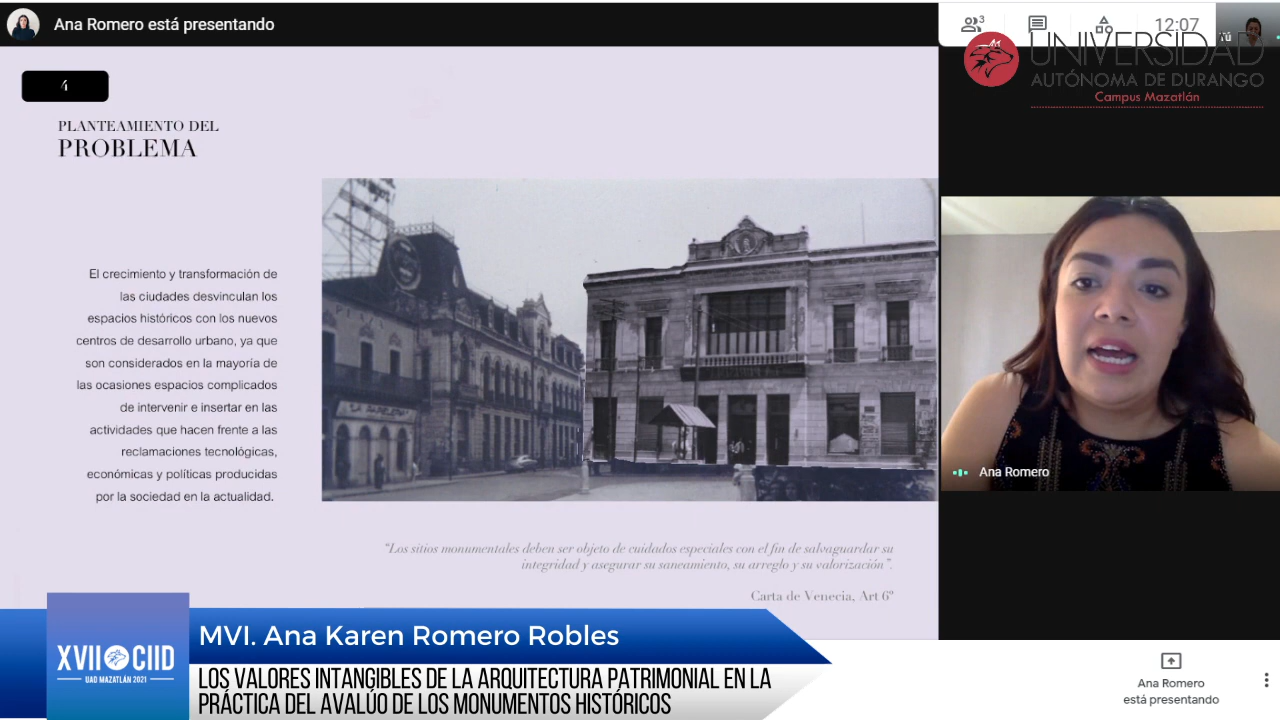 Ana Romero está presentando
3
12:07
Tú
UNIVERSIDAD
AUTÓNOMA DE DURANGO
Campus Mazatlán
4
PLANTEAMIENTO DEL
PROBLEMA
El crecimiento y transformación de
las ciudades desvinculan los
espacios históricos con los nuevos
centros de desarrollo urbano, ya que
son considerados en la mayoría de
las ocasiones espacios complicados
de intervenir e insertar en las
actividades que hacen frente a las
reclamaciones tecnológicas,
económicas y políticas producidas
por la sociedad en la actualidad.
"Los sitios monumentales deben ser objeto de cuidados especiales con el fin de salvaguardar su
integridad y asegurar su saneamiento, su arreglo y su valorización".
Carta de Venecia, Art 6º
Ana Romero
MVI. Ana Karen Romero Robles
XVII CIID
UAD MAZATLÁN 2021
LOS VALORES INTANGIBLES DE LA ARQUITECTURA PATRIMONIAL EN LA
PRÁCTICA DEL AVALÚO DE LOS MONUMENTOS HISTÓRICOS
Ana Romero
está presentando